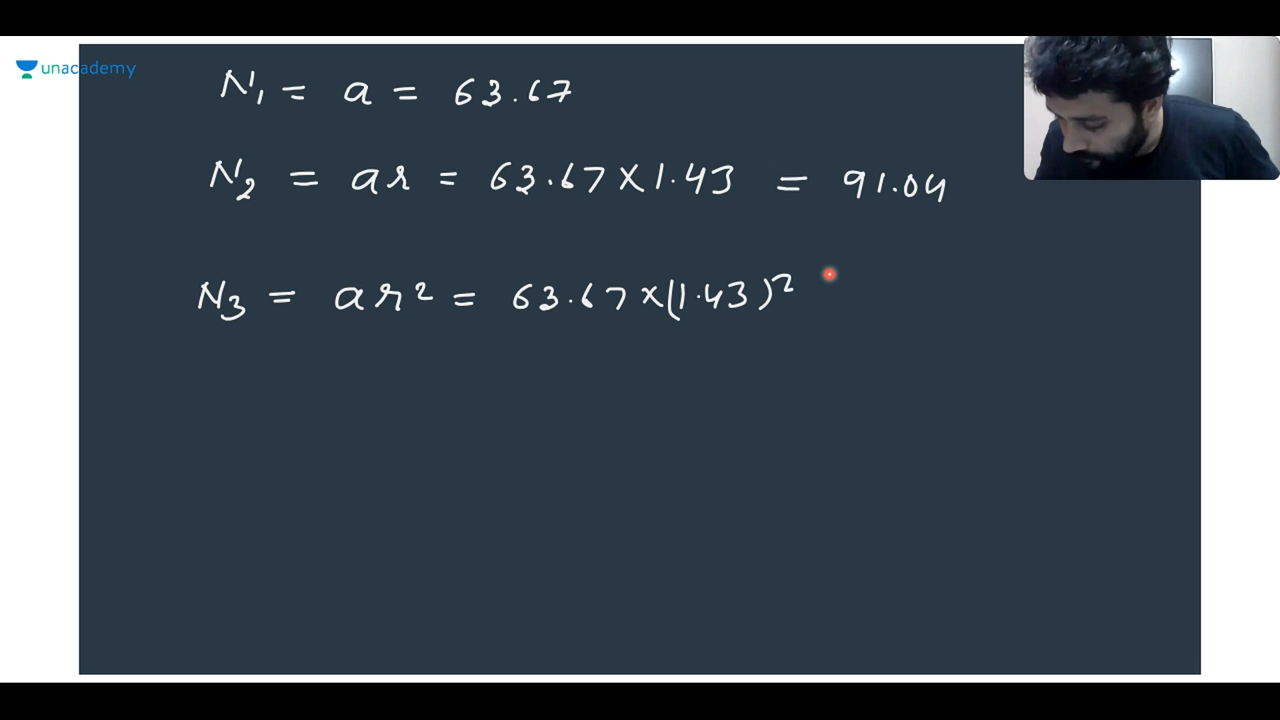 unacademy
N₁ = a = 63.67
N₂ = ar = 63.67 × 1.43 = 91.04
N₃ = ar² = 63.67 × (1.43)²